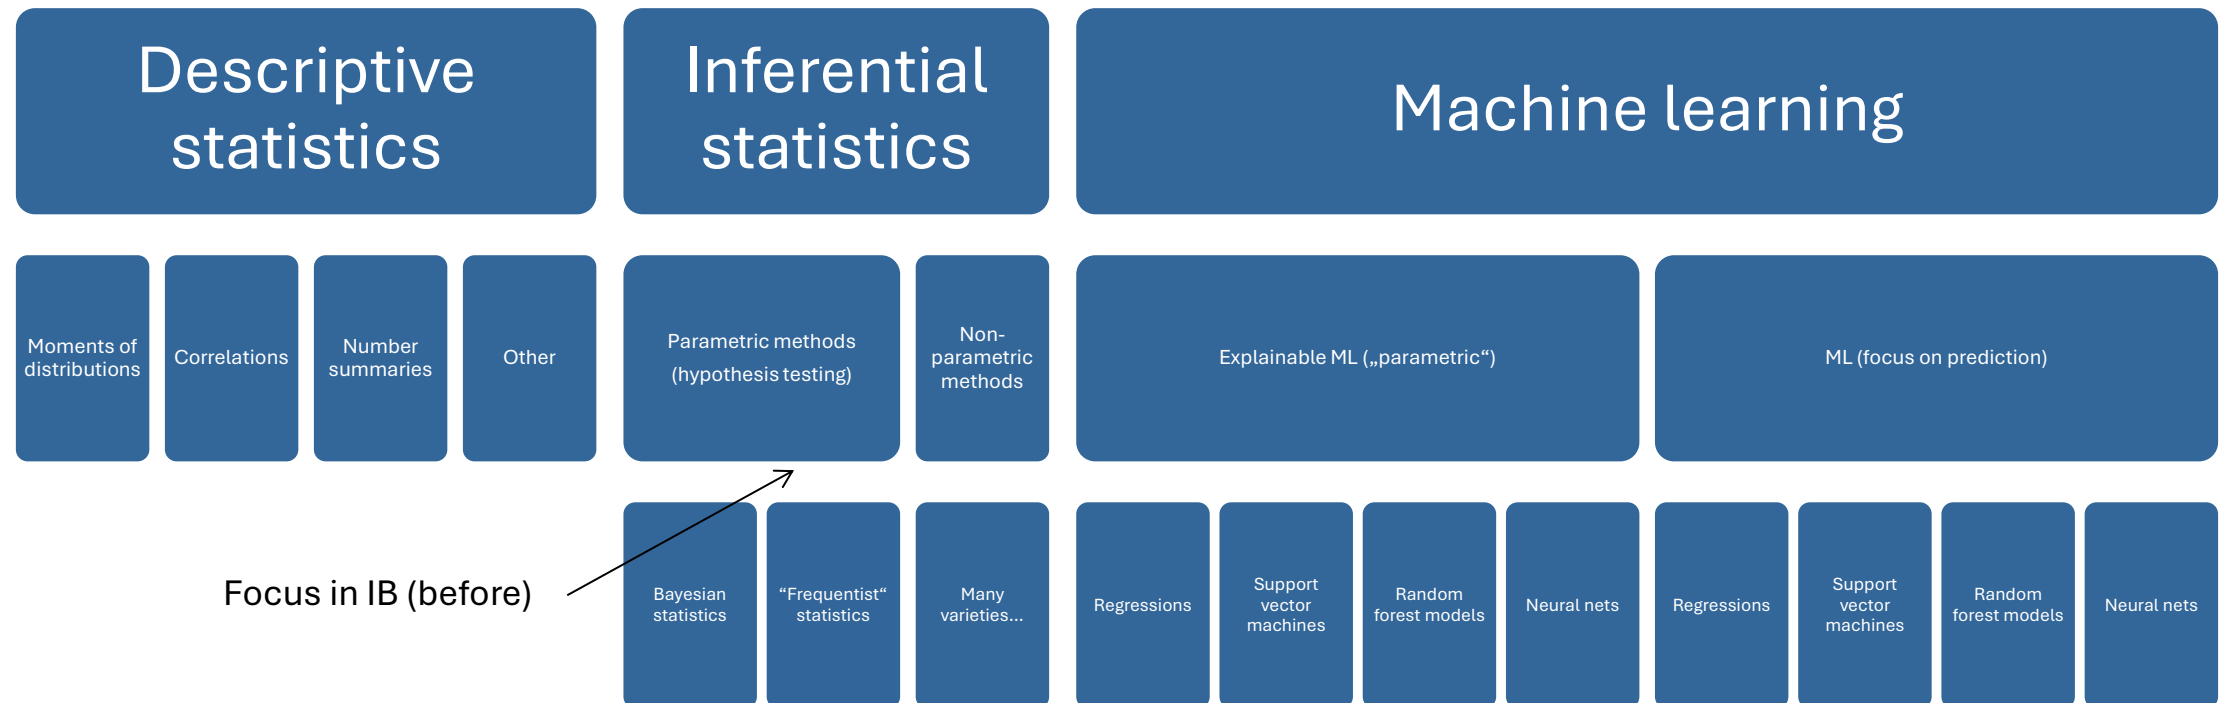 Descriptive
statistics
Inferential
statistics
Machine learning
Moments of
distributions
Correlations
Number
summaries
Other
Parametric methods
(hypothesis testing)
Non-
parametric
methods
Explainable ML („parametric“)
ML (focus on prediction)
Focus in IB (before)
Bayesian
statistics
“Frequentist“
statistics
Many
varieties...
Regressions
Support
vector
machines
Random
forest models
Neural nets
Regressions
Support
vector
machines
Random
forest models
Neural nets